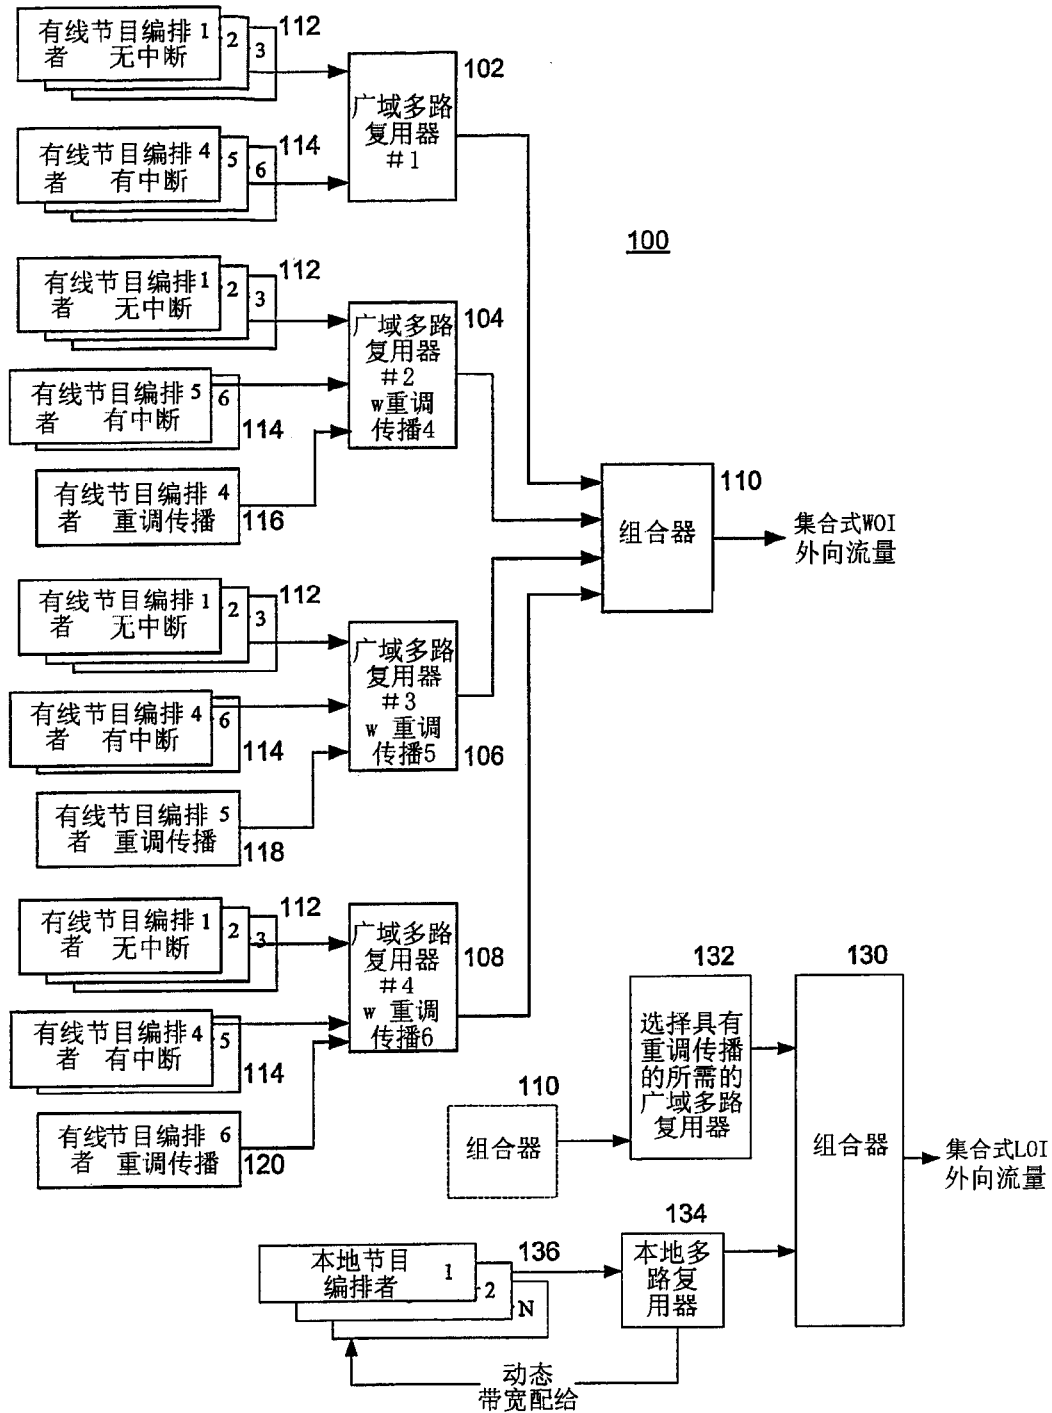 有线节目编排 1
者 无中断
2
3
112
有线节目编排 4
者 有中断
5
6
114
广域多路
复用器
#1
102
100
有线节目编排 1
者 无中断
2
3
112
有线节目编排 5
者 有中断
6
114
有线节目编排 4
者 重调传播
116
广域多路
复用器
#2
w重调
传播4
104
有线节目编排 1
者 无中断
2
3
112
有线节目编排 4
者 有中断
6
114
有线节目编排 5
者 重调传播
118
广域多路
复用器
#3
w 重调
传播5
106
有线节目编排 1
者 无中断
2
3
112
有线节目编排 4
者 有中断
5
114
有线节目编排 6
者 重调传播
120
广域多路
复用器
#4
w 重调
传播6
108
组合器
110
集合式WOI
外向流量
110
组合器
132
选择具有
重调传播
的所需的
广域多路
复用器
130
组合器
集合式LOI
外向流量
134
本地多
路复
用器
136
本地节目
编排者 1
2
N
动态
带宽配给